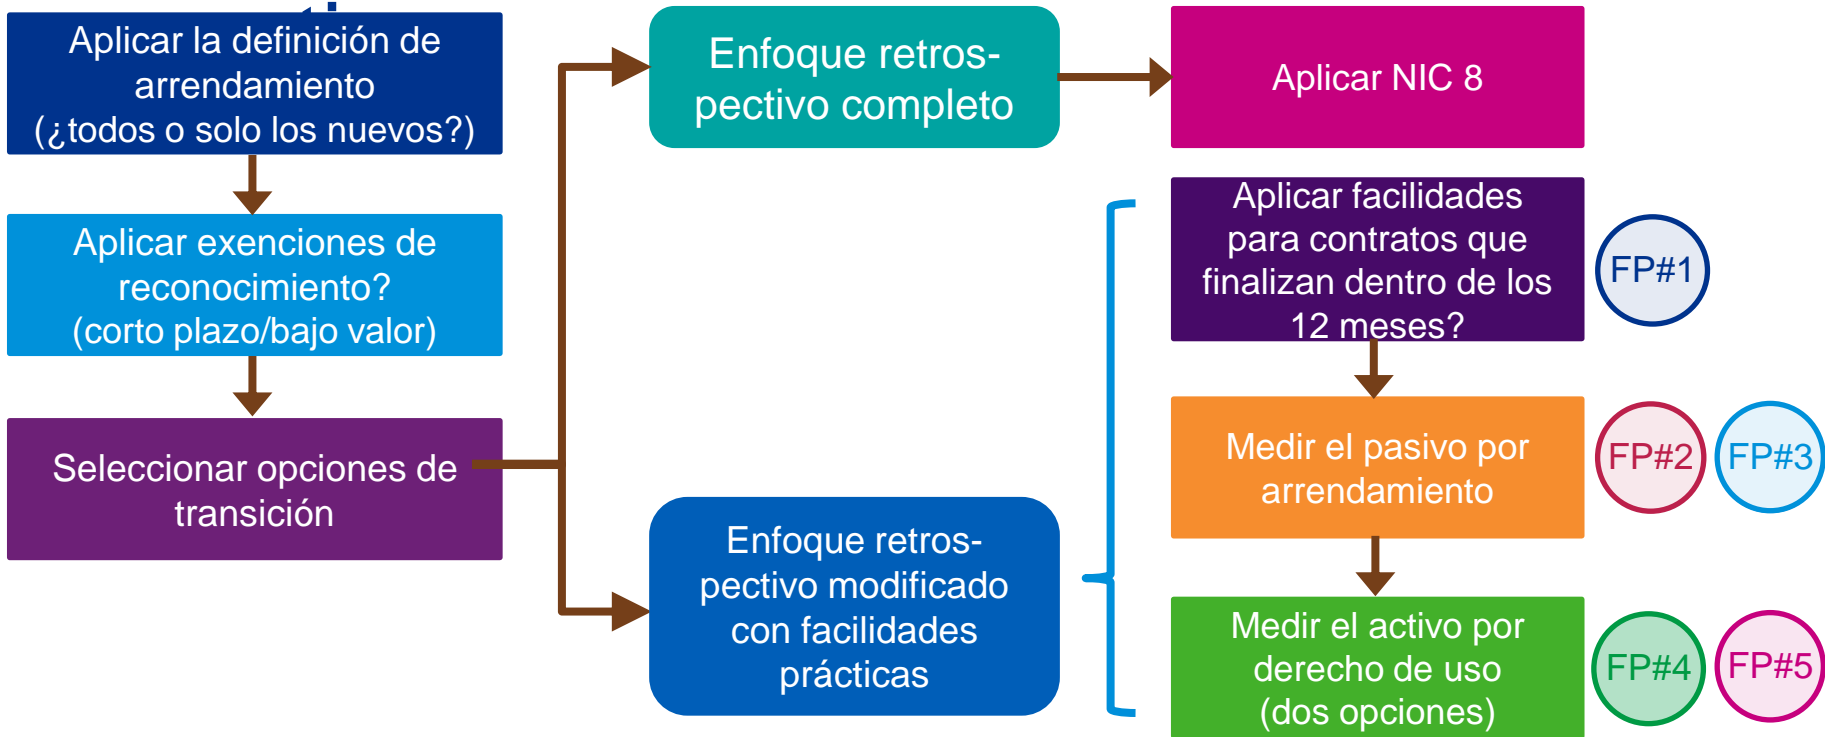 Aplicar la definición de
arrendamiento
(¿todos o solo los nuevos?)
Aplicar exenciones de
reconocimiento?
(corto plazo/bajo valor)
Seleccionar opciones de
transición
Enfoque retros-
pectivo completo
Aplicar NIC 8
Enfoque retros-
pectivo modificado
con facilidades
prácticas
Aplicar facilidades
para contratos que
finalizan dentro de los
12 meses?
FP#1
Medir el pasivo por
arrendamiento
FP#2
FP#3
Medir el activo por
derecho de uso
(dos opciones)
FP#4
FP#5